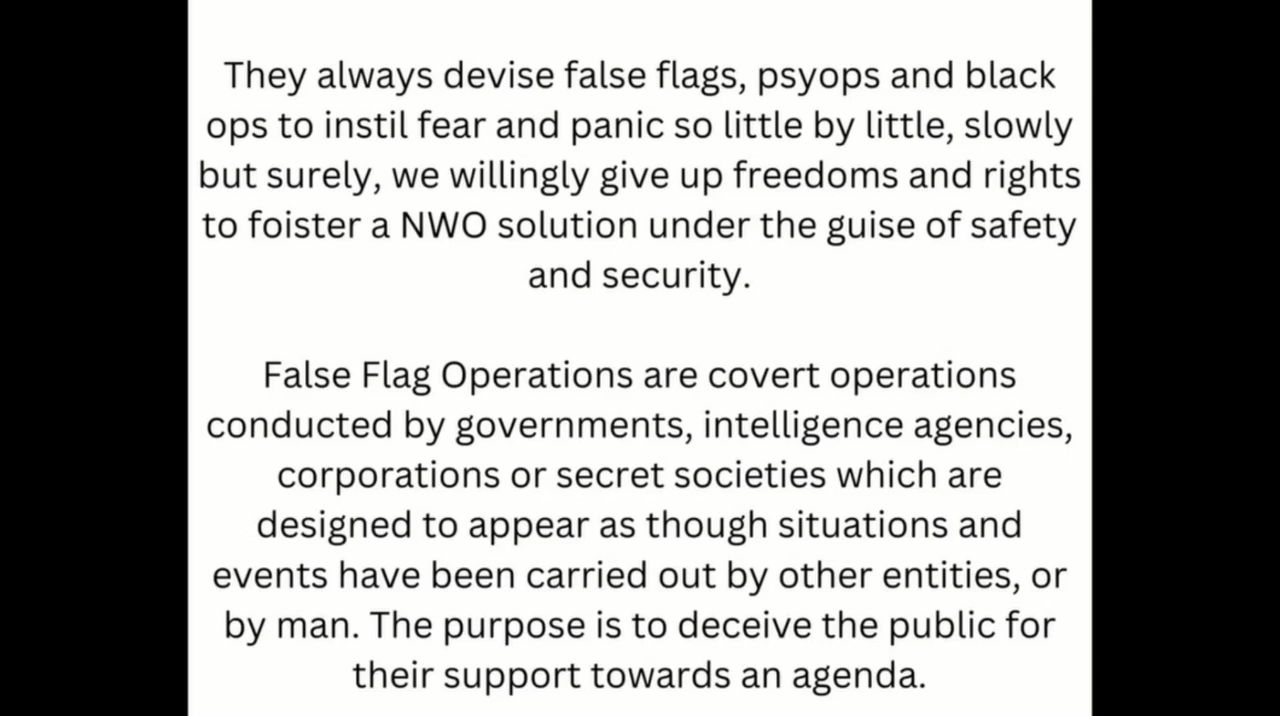 They always devise false flags, psyops and black
ops to instil fear and panic so little by little, slowly
but surely, we willingly give up freedoms and rights
to foister a NWO solution under the guise of safety
and security.
False Flag Operations are covert operations
conducted by governments, intelligence agencies,
corporations or secret societies which are
designed to appear as though situations and
events have been carried out by other entities, or
by man. The purpose is to deceive the public for
their support towards an agenda.